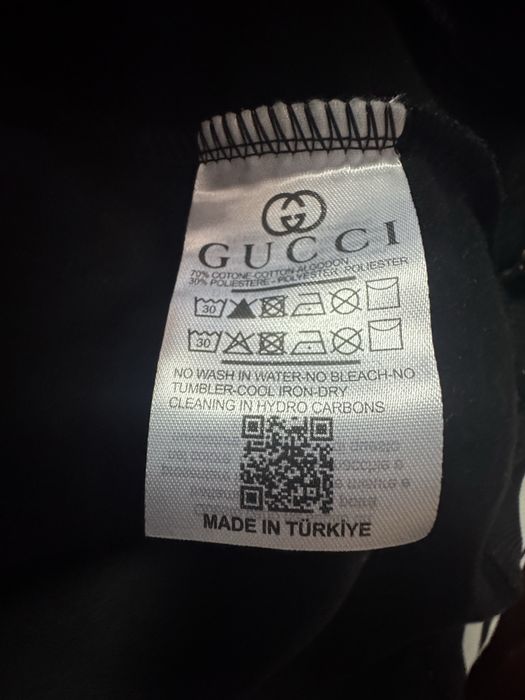 GUCCI
70% COTONE-COTTON-ALGODON
30% POLIESTERE - POLYESTER POLIESTER
30
30
NO WASH IN WATER-NO BLEACH-NO
TUMBLER-COOL IRON-DRY
CLEANING IN HYDRO CARBONS
MADE IN TÜRKİYE